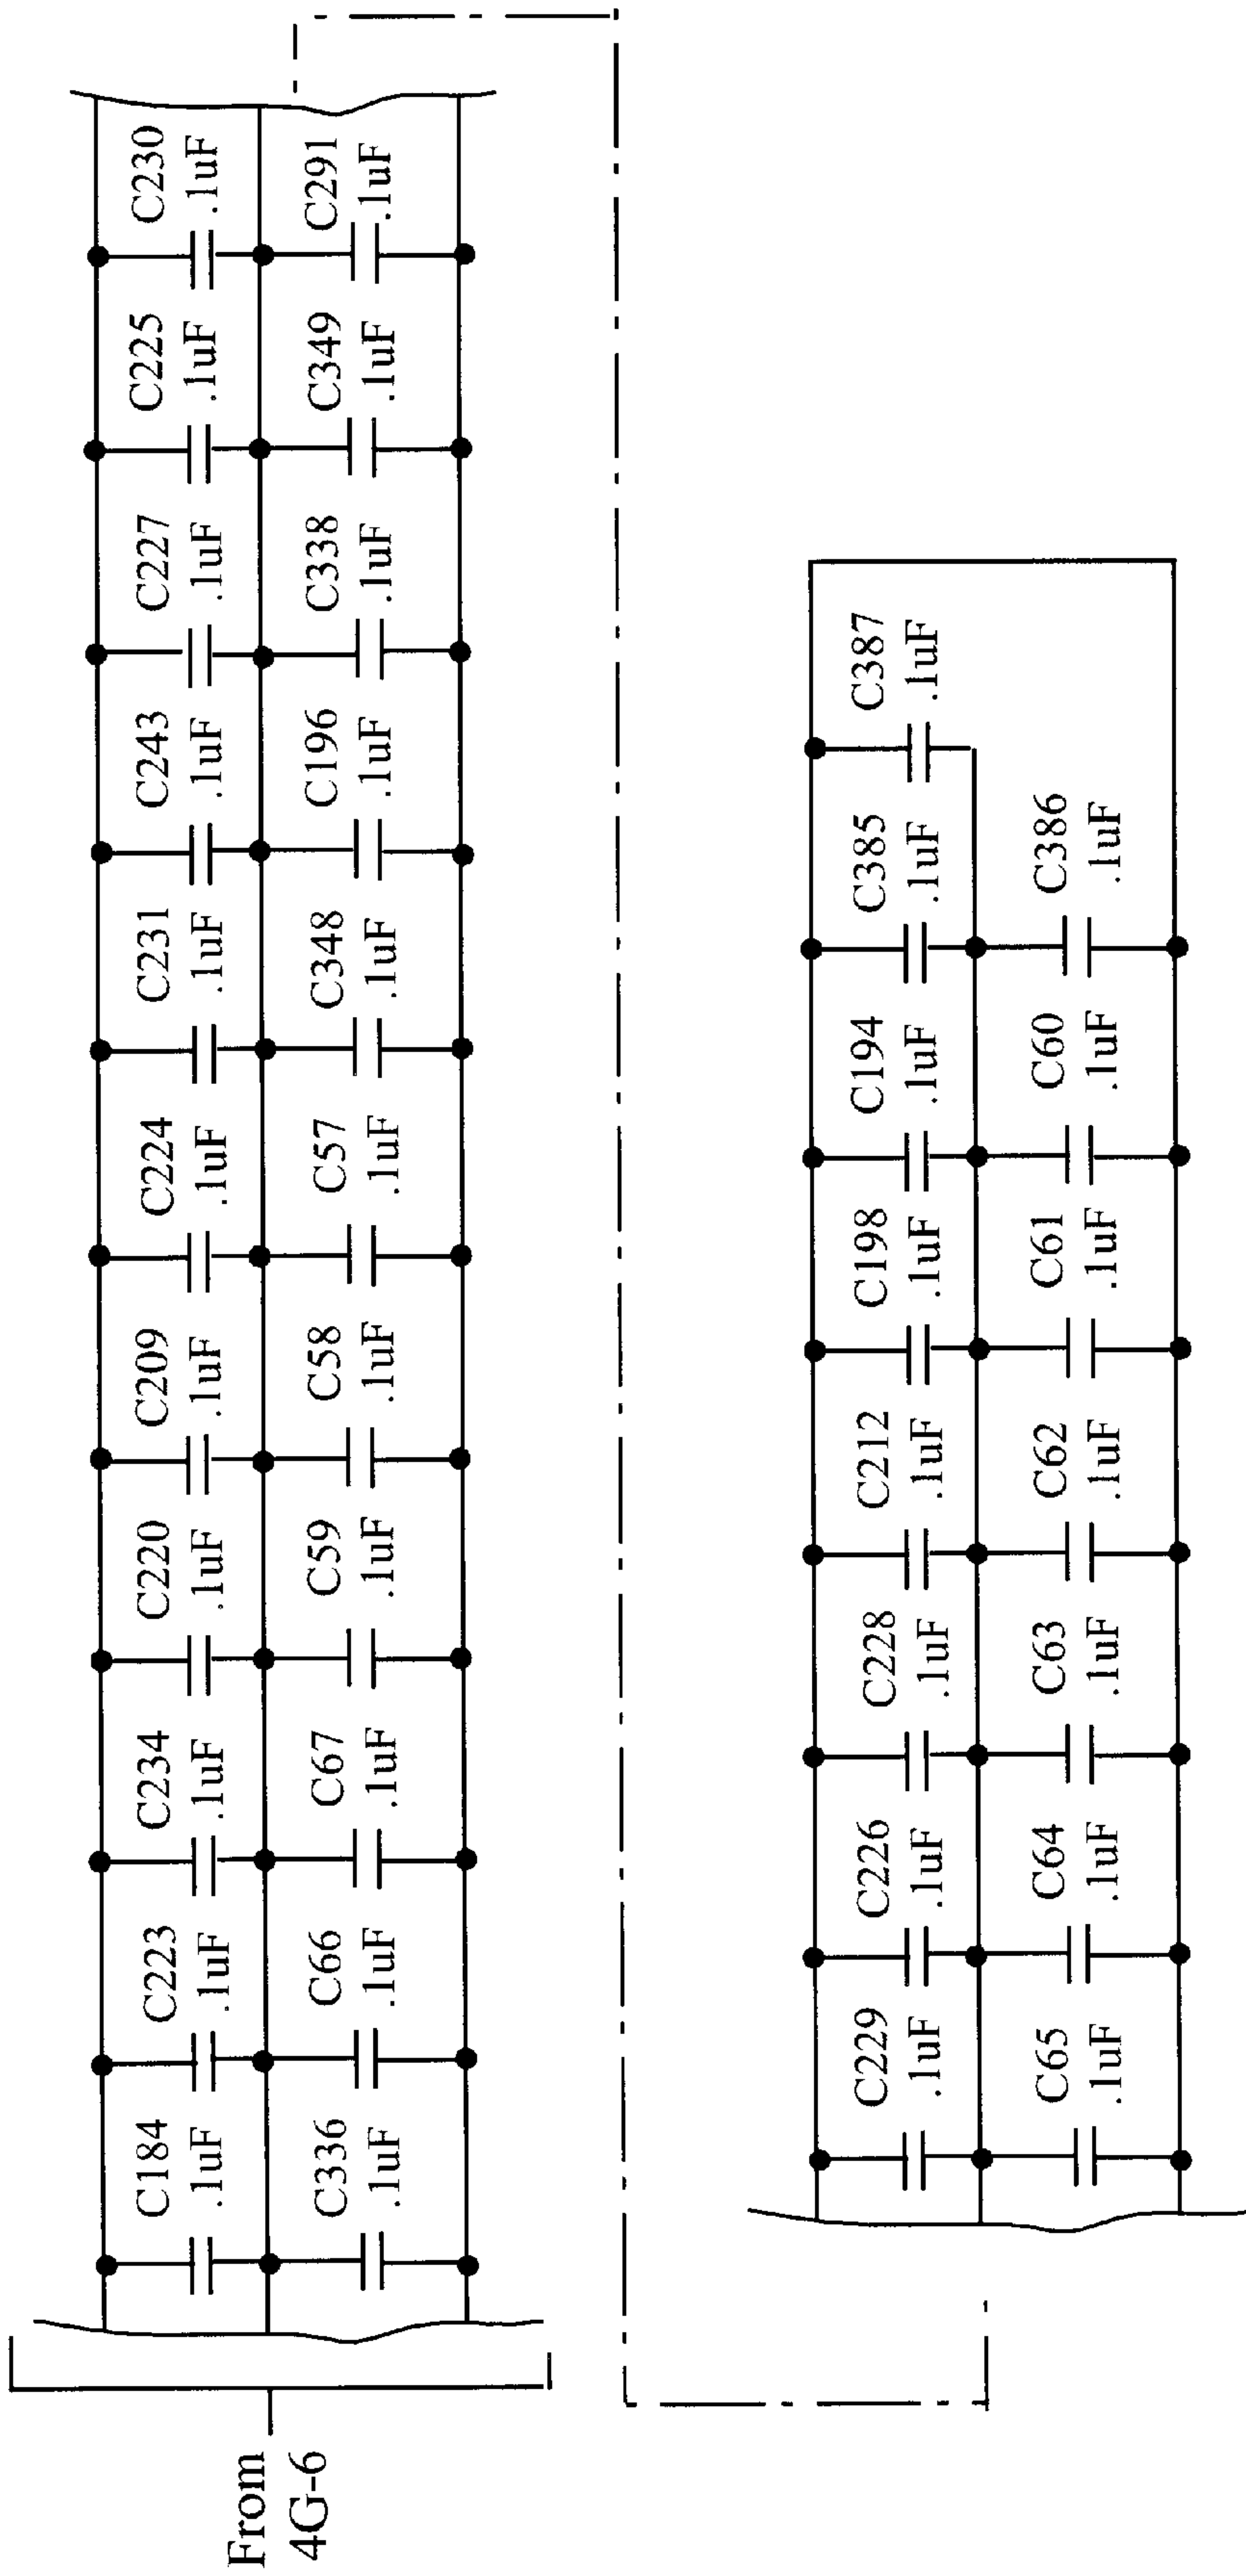 From
4G-6
C184
.1uF
C223
.1uF
C234
.1uF
C220
.1uF
C209
.1uF
C224
.1uF
C231
.1uF
C243
.1uF
C227
.1uF
C225
.1uF
C230
.1uF
C336
.1uF
C66
.1uF
C67
.1uF
C59
.1uF
C58
.1uF
C57
.1uF
C348
.1uF
C196
.1uF
C338
.1uF
C349
.1uF
C291
.1uF
C229
.1uF
C226
.1uF
C228
.1uF
C212
.1uF
C198
.1uF
C194
.1uF
C385
.1uF
C387
.1uF
C65
.1uF
C64
.1uF
C63
.1uF
C62
.1uF
C61
.1uF
C60
.1uF
C386
.1uF